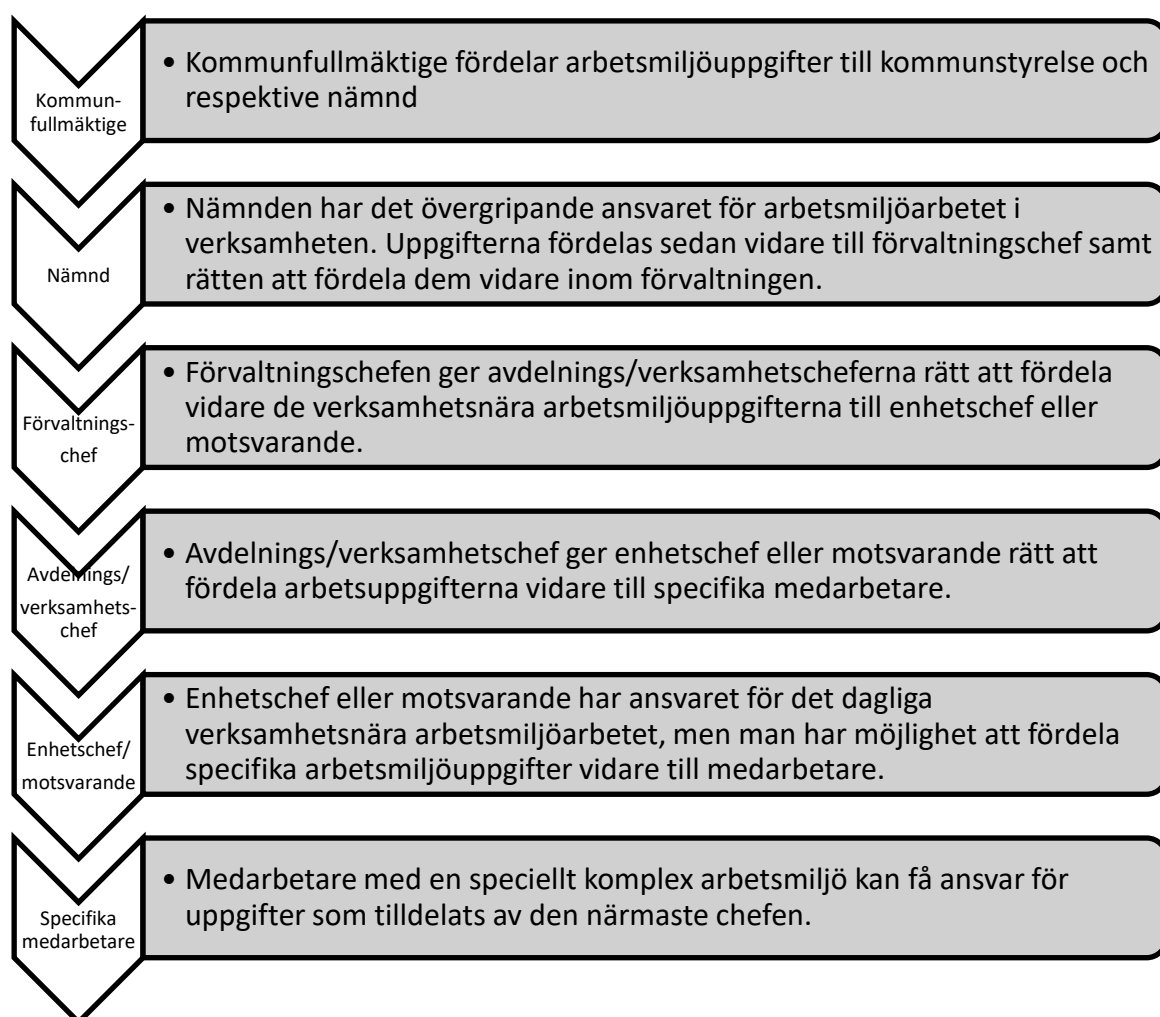 Kommun-
fullmäktige
• Kommunfullmäktige fördelar arbetsmiljöuppgifter till kommunstyrelse och
respektive nämnd
Nämnd
• Nämnden har det övergripande ansvaret för arbetsmiljöarbetet i
verksamheten. Uppgifterna fördelas sedan vidare till förvaltningschef samt
rätten att fördela dem vidare inom förvaltningen.
Förvaltnings-
chef
• Förvaltningschefen ger avdelnings/verksamhetscheferna rätt att fördela
vidare de verksamhetsnära arbetsmiljöuppgifterna till enhetschef eller
motsvarande.
Avdelnings/
verksamhets-
chef
• Avdelnings/verksamhetschef ger enhetschef eller motsvarande rätt att
fördela arbetsuppgifterna vidare till specifika medarbetare.
Enhetschef/
motsvarande
• Enhetschef eller motsvarande har ansvaret för det dagliga
verksamhetsnära arbetsmiljöarbetet, men man har möjlighet att fördela
specifika arbetsmiljöuppgifter vidare till medarbetare.
Specifika
medarbetare
• Medarbetare med en speciellt komplex arbetsmiljö kan få ansvar för
uppgifter som tilldelats av den närmaste chefen.